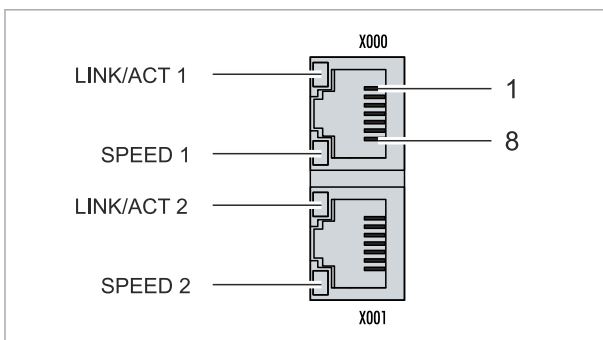 X000
LINK/ACT 1
1
8
SPEED 1
LINK/ACT 2
SPEED 2
X001